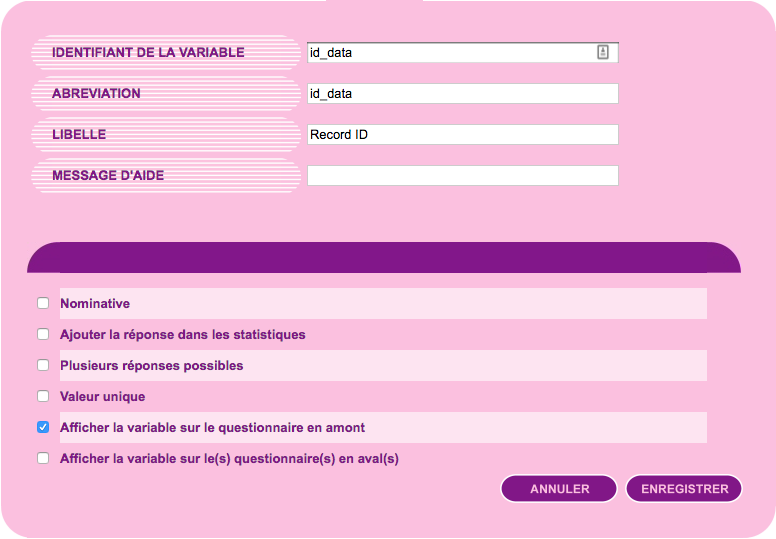 IDENTIFIANT DE LA VARIABLE id_data
ABREVIATION id_data
LIBELLE Record ID
MESSAGE D'AIDE
Nominative
Ajouter la réponse dans les statistiques
Plusieurs réponses possibles
Valeur unique
Afficher la variable sur le questionnaire en amont
Afficher la variable sur le(s) questionnaire(s) en aval(s)
ANNULER ENREGISTRER